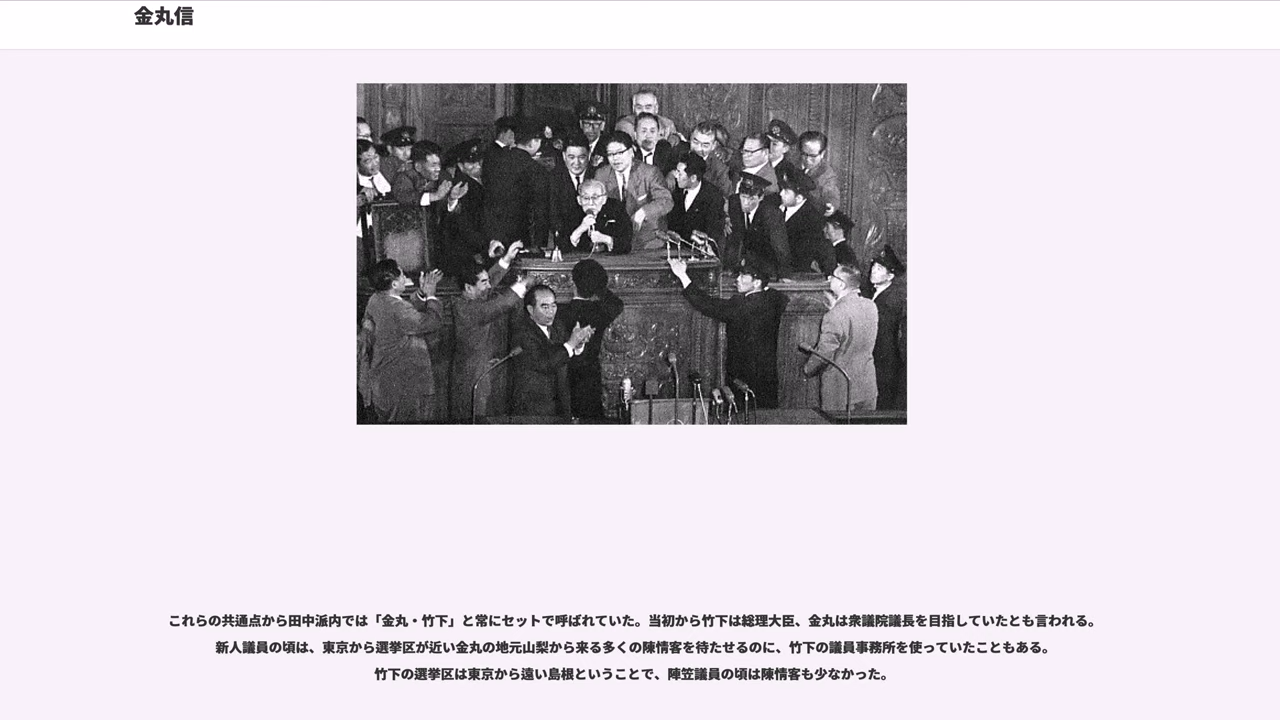 金丸信
これらの共通点から田中派内では「金丸・竹下」と常にセットで呼ばれていた。当初から竹下は総理大臣、金丸は衆議院議長を目指していたとも言われる。
新人議員の頃は、東京から選挙区が近い金丸の地元山梨から来る多くの陳情客を待たせるのに、竹下の議員事務所を使っていたこともある。
竹下の選挙区は東京から遠い島根ということで、陣笠議員の頃は陳情客も少なかった。